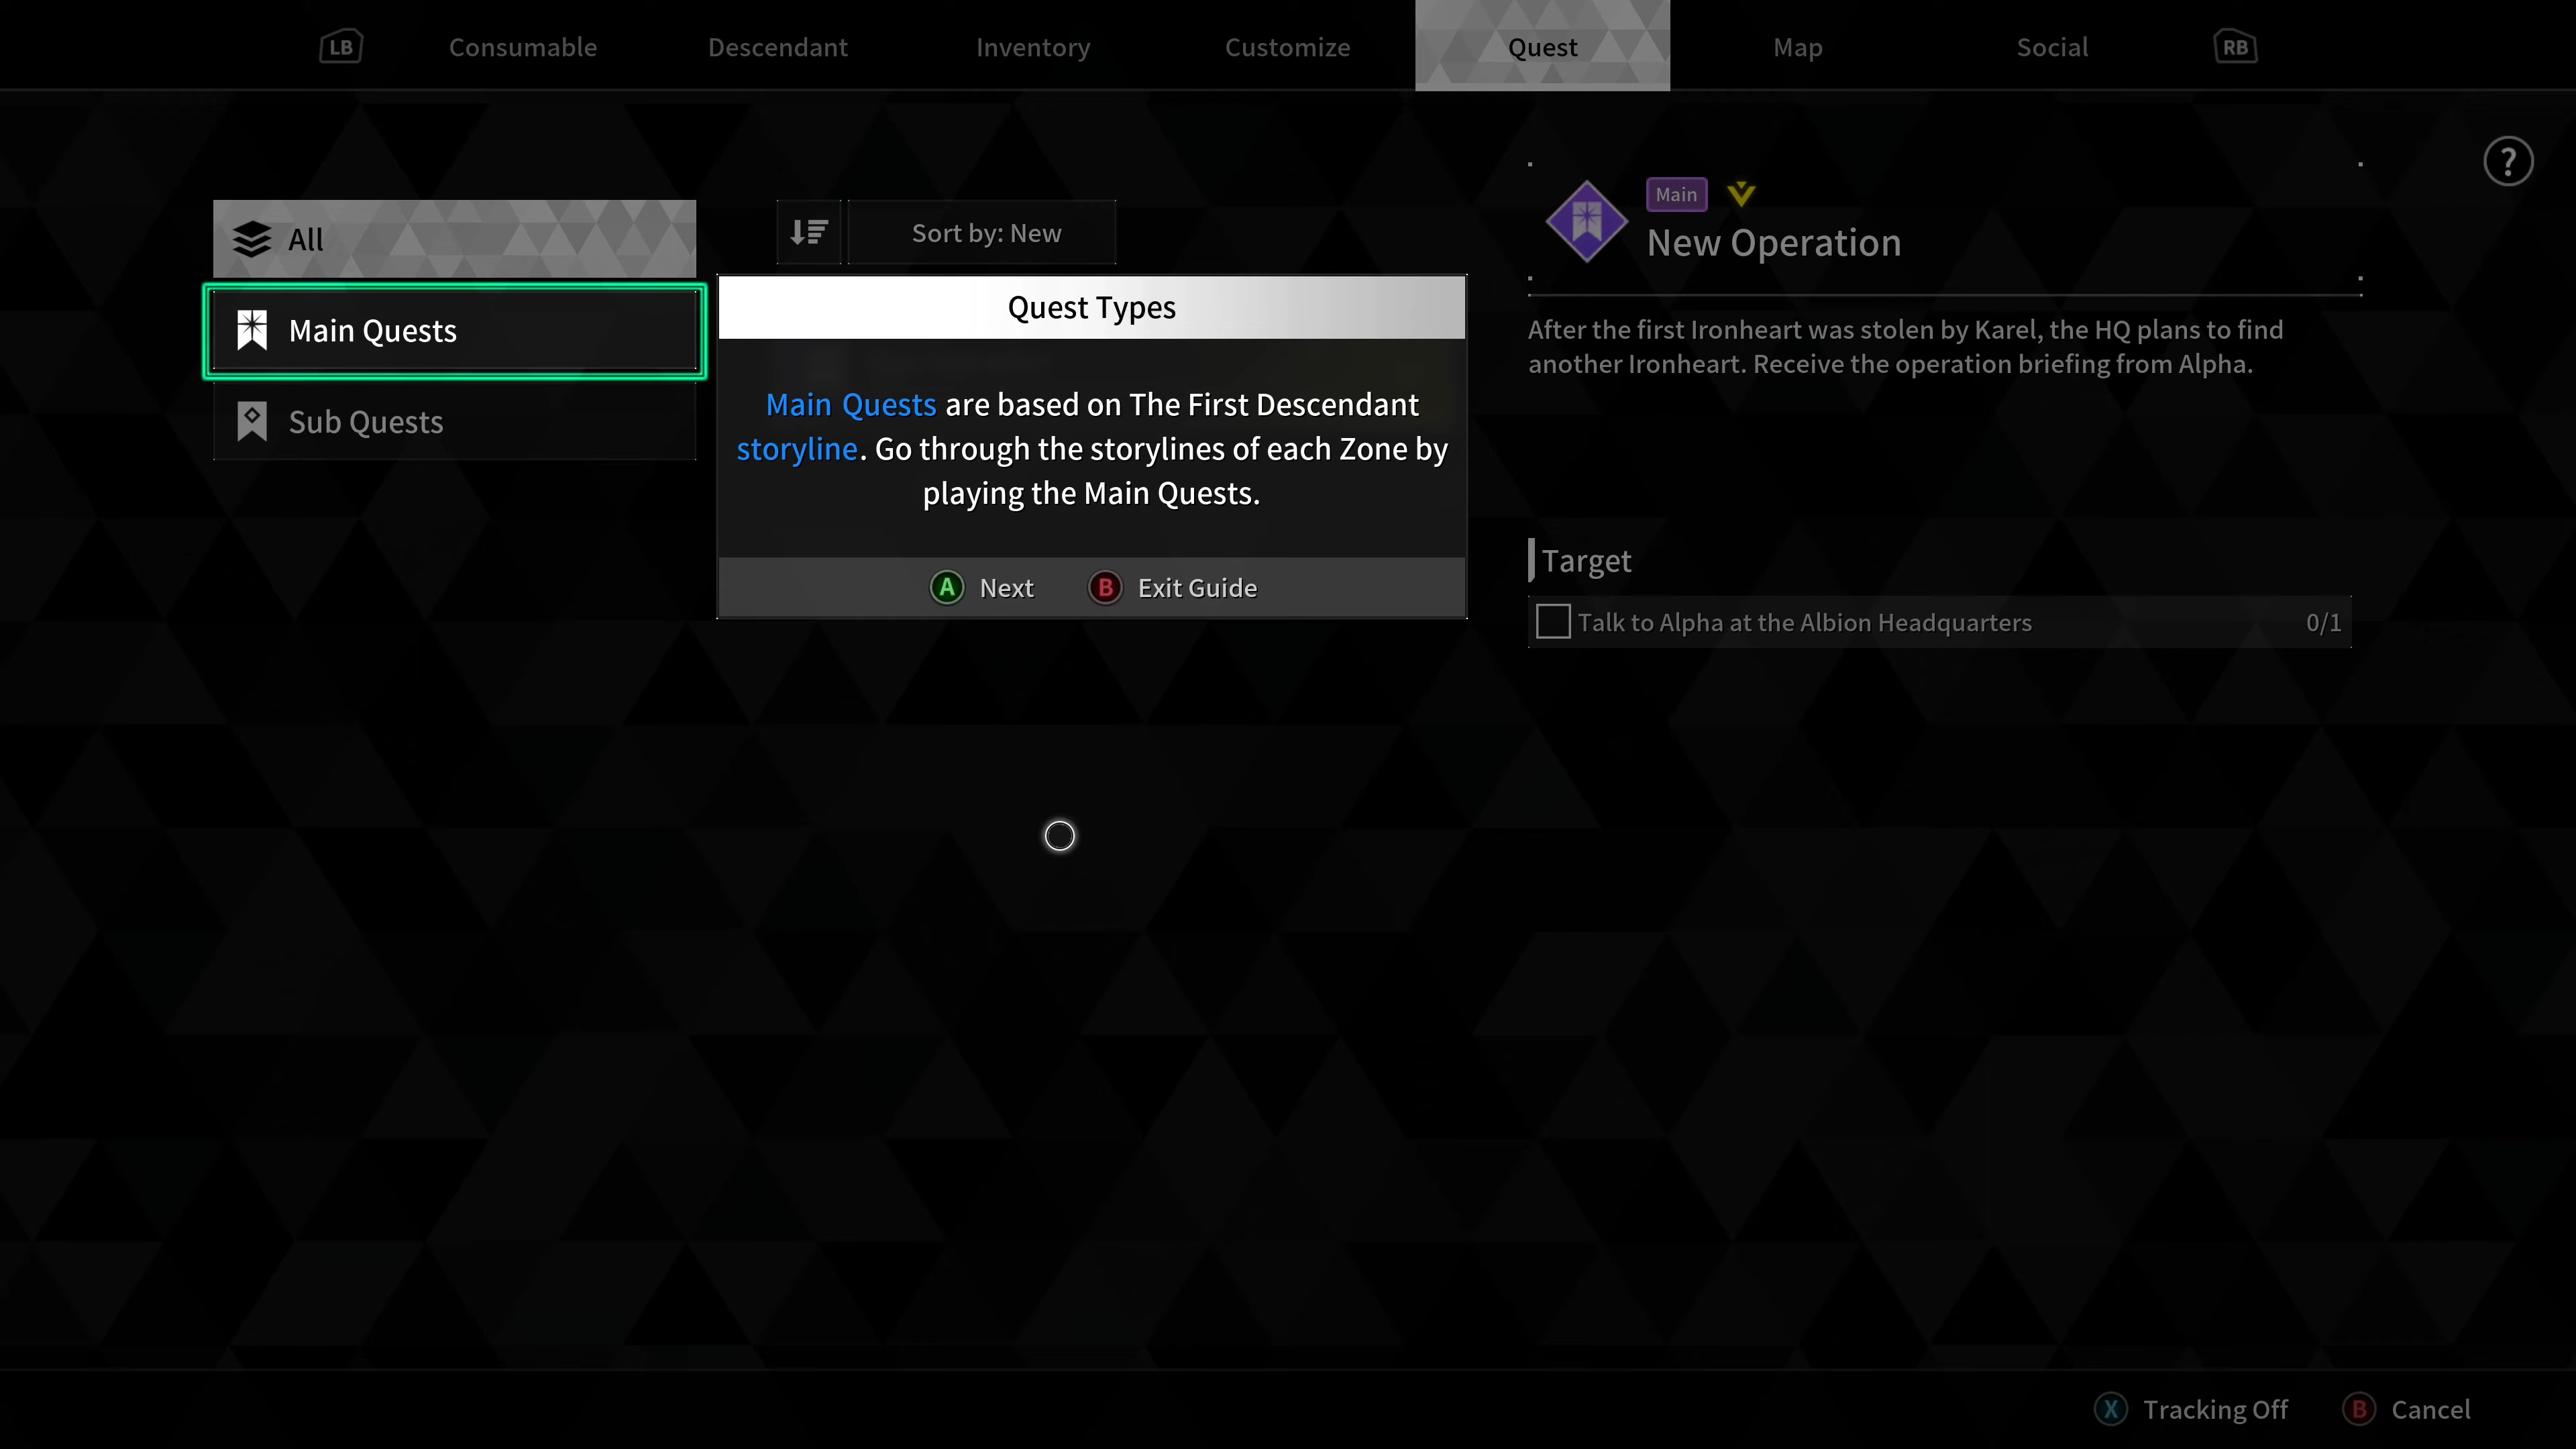 LB
Consumable
Descendant
Inventory
Customize
Quest
Map
Social
RB
?
All
Main Quests
Sub Quests
Sort by: New
Quest Types
Main Quests are based on The First Descendant
storyline. Go through the storylines of each Zone by
playing the Main Quests.
A Next
B Exit Guide
Main
New Operation
After the first Ironheart was stolen by Karel, the HQ plans to find
another Ironheart. Receive the operation briefing from Alpha.
Target
Talk to Alpha at the Albion Headquarters 0/1
X Tracking Off
B Cancel